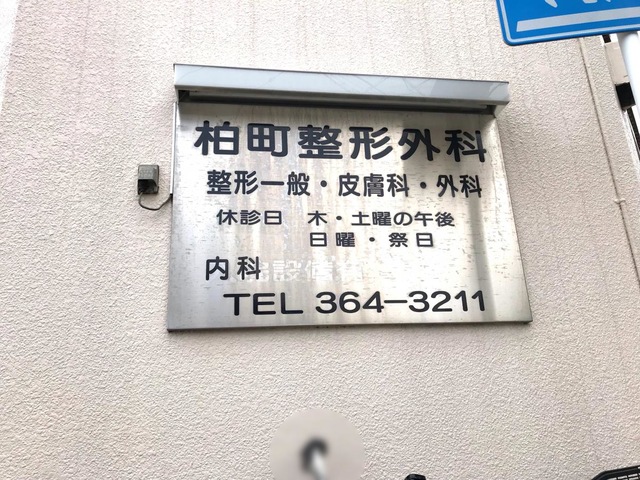 柏町整形外科
整形一般・皮膚科・外科
休診日 木・土曜の午後
日曜・祭日
内科
TEL 364-3211